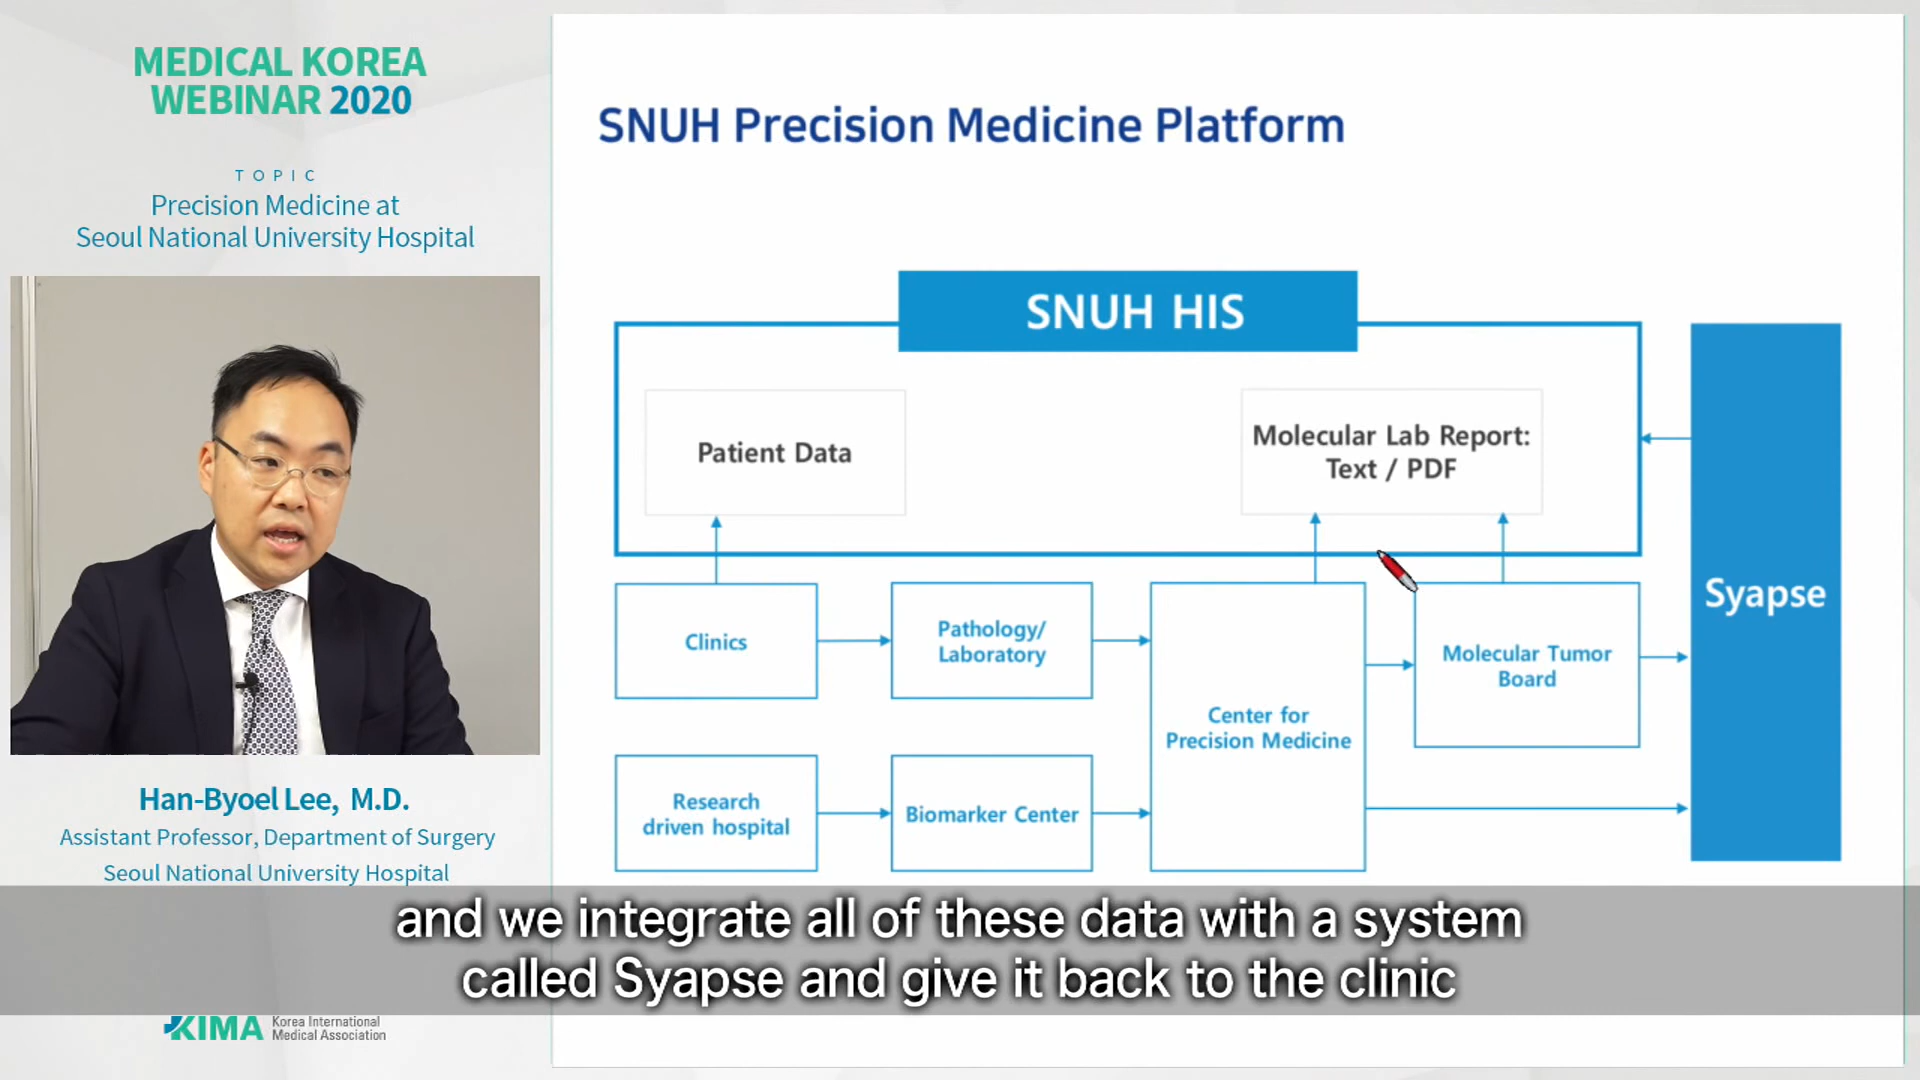 MEDICAL KOREA
WEBINAR 2020
TOPIC
Precision Medicine at
Seoul National University Hospital
Han-Byoel Lee, M.D.
Assistant Professor, Department of Surgery
Seoul National University Hospital
SNUH Precision Medicine Platform
SNUH HIS
Patient Data
Molecular Lab Report:
Text / PDF
Syapse
Clinics
Pathology/
Laboratory
Center for
Precision Medicine
Molecular Tumor
Board
Research
driven hospital
Biomarker Center
and we integrate all of these data with a system
called Syapse and give it back to the clinic
KIMA
Korea International
Medical Association